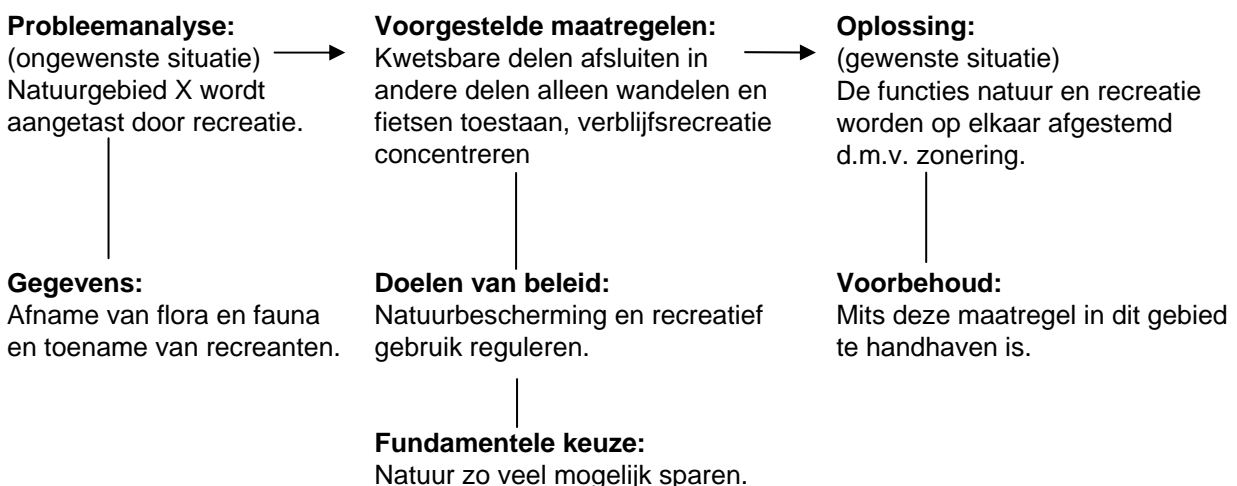 Probleemanalyse:
(ongewenste situatie)
Natuurgebied X wordt
aangetast door recreatie.
Voorgestelde maatregelen:
Kwetsbare delen afsluiten in
andere delen alleen wandelen en
fietsen toestaan, verblijfsrecreatie
concentreren
Oplossing:
(gewenste situatie)
De functies natuur en recreatie
worden op elkaar afgestemd
d.m.v. zonering.
Gegevens:
Afname van flora en fauna
en toename van recreanten.
Doelen van beleid:
Natuurbescherming en recreatief
gebruik reguleren.
Voorbehoud:
Mits deze maatregel in dit gebied
te handhaven is.
Fundamentele keuze:
Natuur zo veel mogelijk sparen.